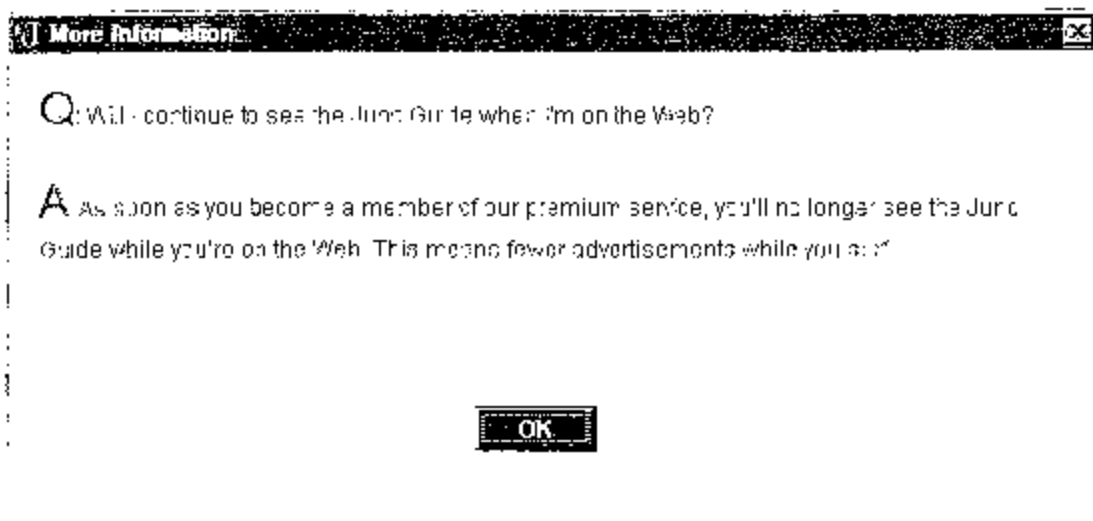 More Information
Q: Will I continue to see the Juno Guide when I'm on the Web?
A As soon as you become a member of our premium service, you'll no longer see the Juno
Guide while you're on the Web. This means fewer advertisements while you surf.
OK